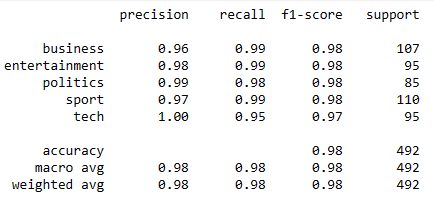 precision recall f1-score support
business 0.96 0.99 0.98 107
entertainment 0.98 0.99 0.98 95
politics 0.99 0.98 0.98 85
sport 0.97 0.99 0.98 110
tech 1.00 0.95 0.97 95
accuracy 0.98 492
macro avg 0.98 0.98 0.98 492
weighted avg 0.98 0.98 0.98 492